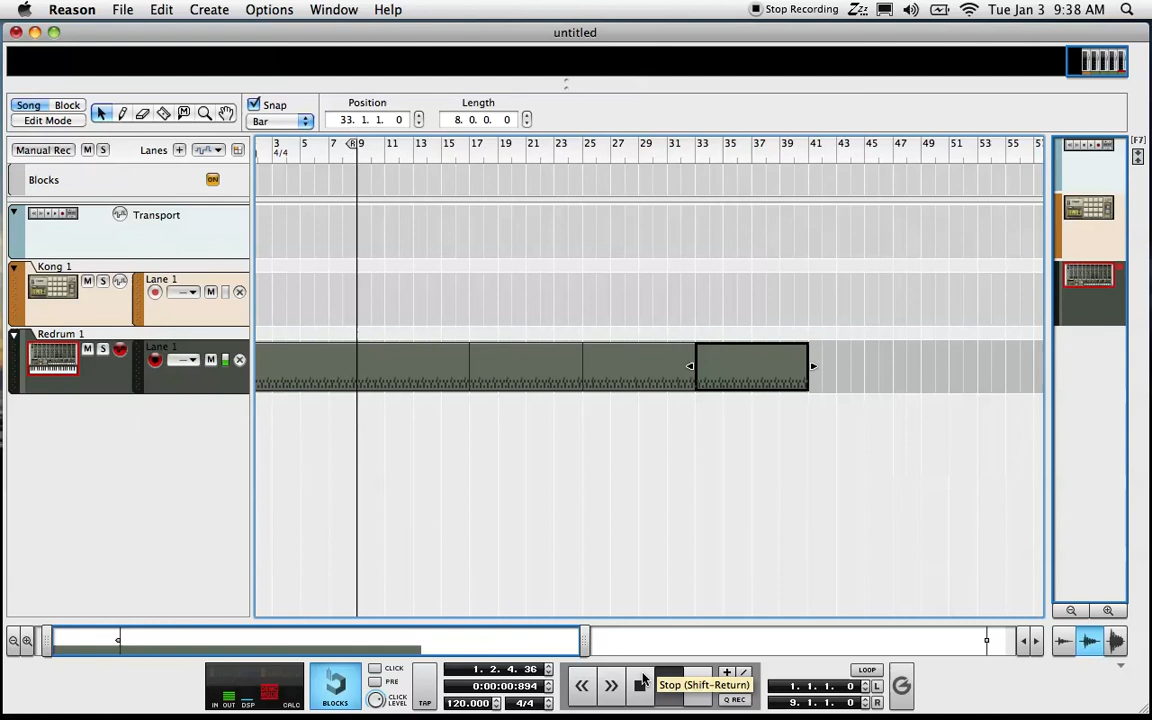 Reason File Edit Create Options Window Help Stop Recording Zzz Tue Jan 3 9:38 AM
untitled
Song Block
Edit Mode
Snap
Bar
Position
33. 1. 1. 0
Length
8. 0. 0. 0
[F7]
Manual Rec M S Lanes +
R
3 5 7 9 11 13 15 17 19 21 23 25 27 29 31 33 35 37 39 41 43 45 47 49 51 53 55
4/4
Blocks ON
Transport
Kong 1
M S Lane 1
M
Redrum 1
M S Lane 1
M
IN OUT DSP DEMO MODE CALC
BLOCKS
CLICK
PRE
CLICK LEVEL
TAP
1. 2. 4. 36
0:00:00:894
120.000 4/4
Stop (Shift-Return)
Q REC
LOOP
1. 1. 1. 0 L
9. 1. 1. 0 R